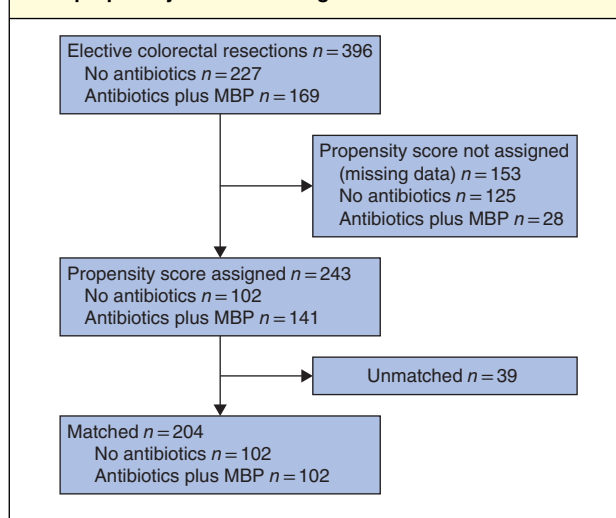 Elective colorectal resections n = 396
No antibiotics n = 227
Antibiotics plus MBP n = 169
Propensity score not assigned
(missing data) n = 153
No antibiotics n = 125
Antibiotics plus MBP n = 28
Propensity score assigned n = 243
No antibiotics n = 102
Antibiotics plus MBP n = 141
Unmatched n = 39
Matched n = 204
No antibiotics n = 102
Antibiotics plus MBP n = 102